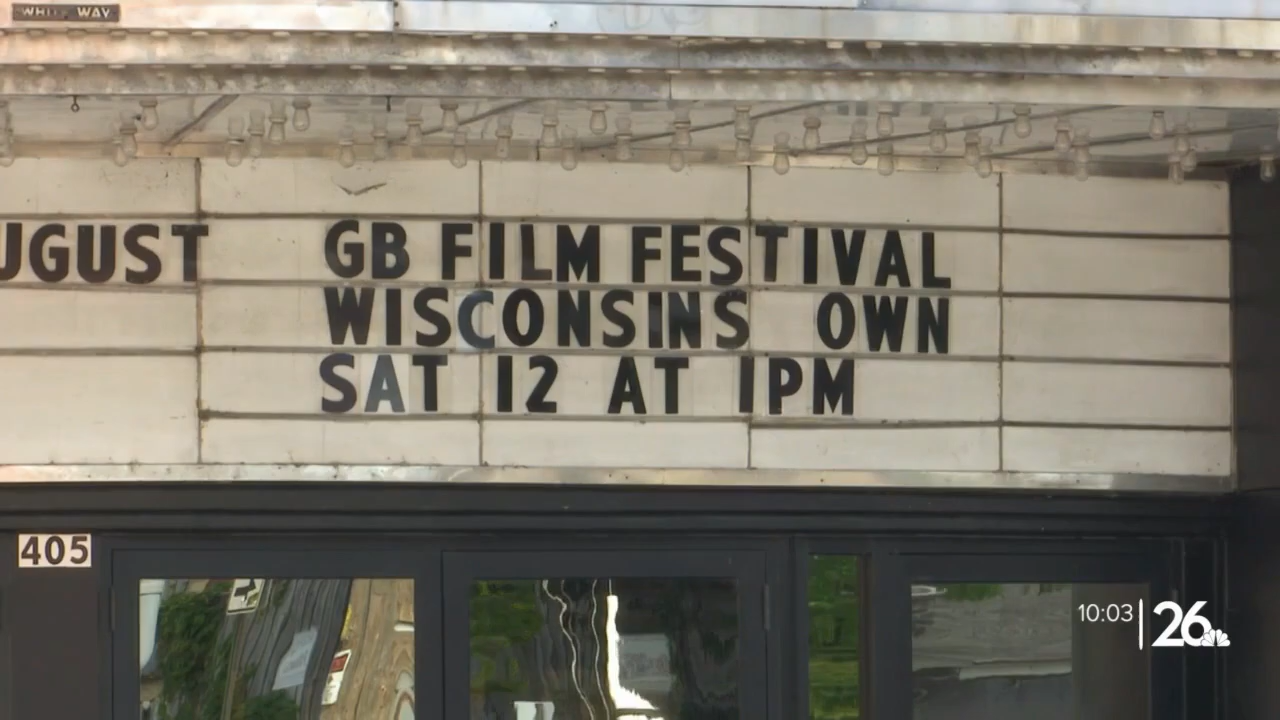 WHITE WAY
UGUST
GB FILM FESTIVAL
WISCONSINS OWN
SAT 12 AT 1PM
405
10:03
26